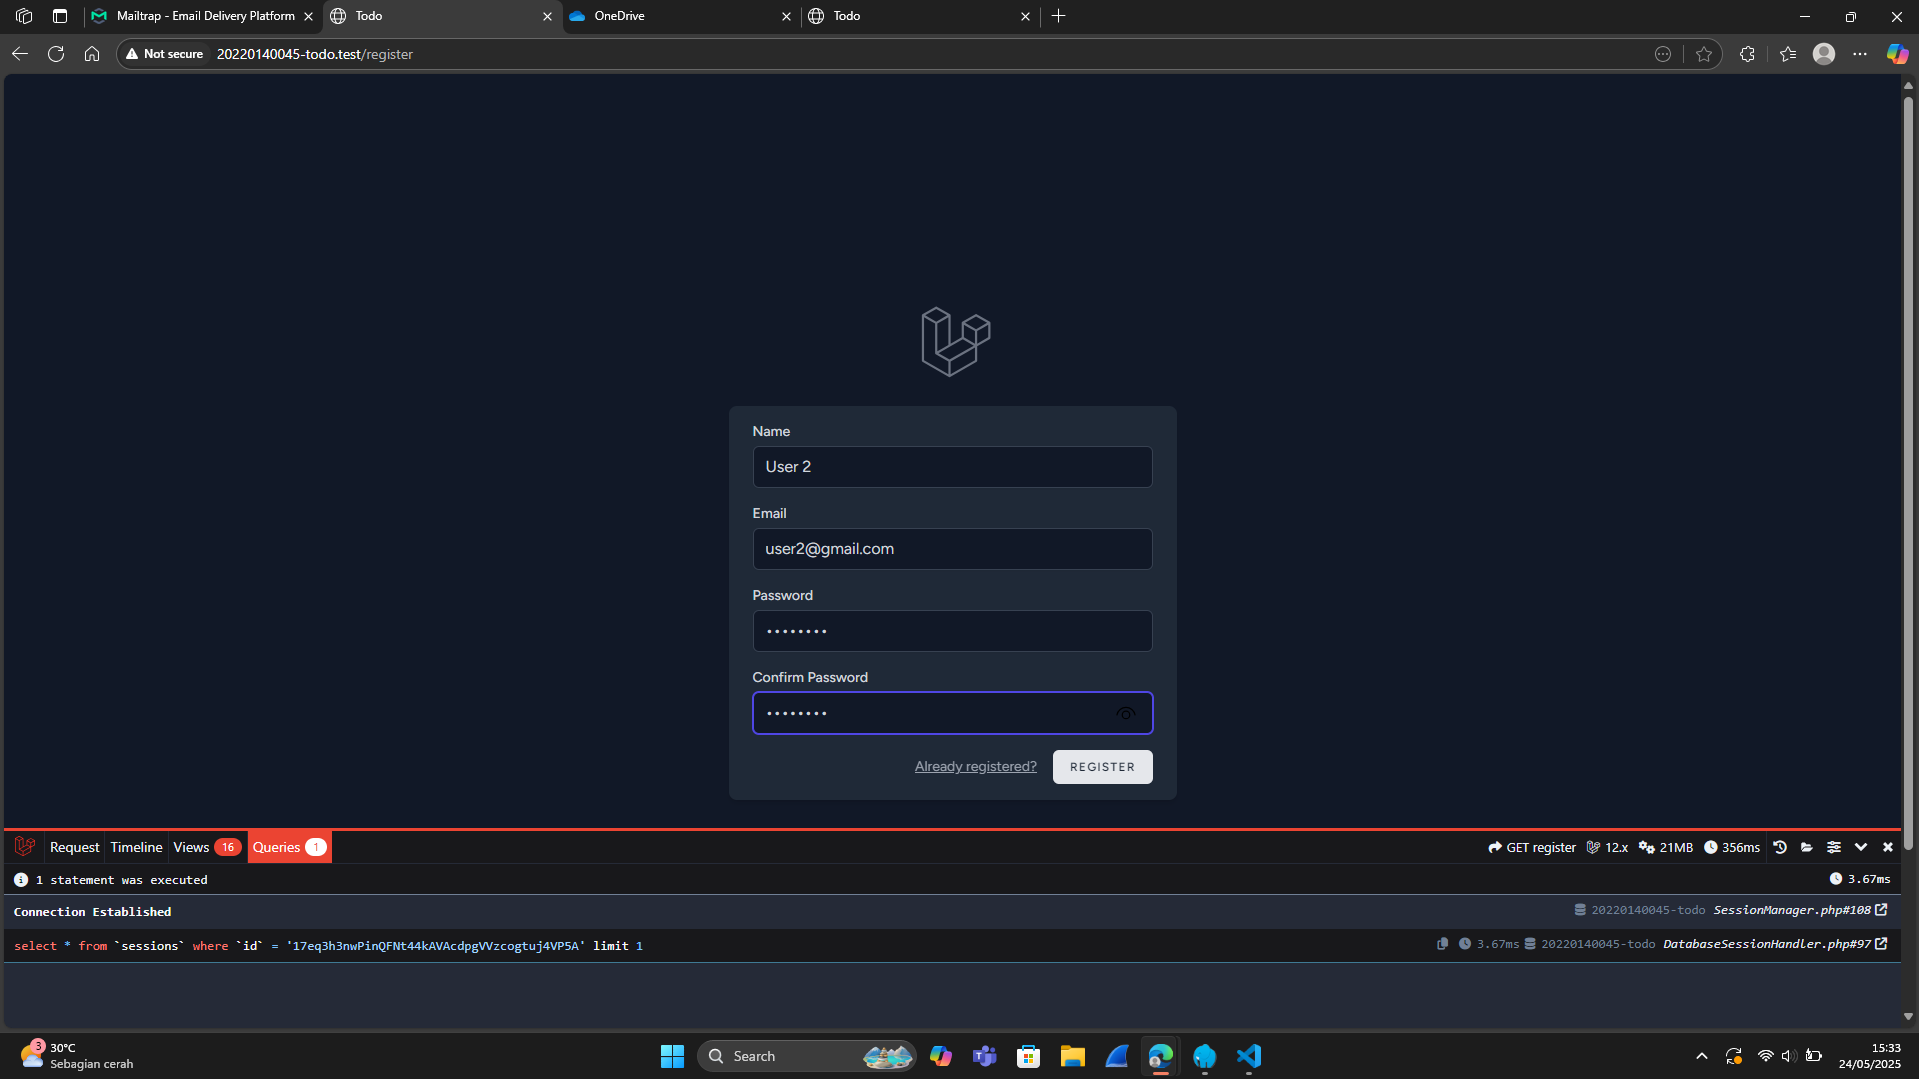 Mailtrap - Email Delivery Platform
Todo
OneDrive
Todo
Not secure
20220140045-todo.test/register
Name
User 2
Email
user2@gmail.com
Password
••••••••
Confirm Password
••••••••
Already registered?
REGISTER
Request
Timeline
Views 16
Queries 1
GET register
12.x
21MB
356ms
1 statement was executed
3.67ms
Connection Established
20220140045-todo
SessionManager.php#108
select * from `sessions` where `id` = '17eq3h3nwPinQFNt44kAVAcdpgVVzcogtuj4VP5A' limit 1
3.67ms
20220140045-todo
DatabaseSessionHandler.php#97
3
30°C
Sebagian cerah
Search
15:33
24/05/2025